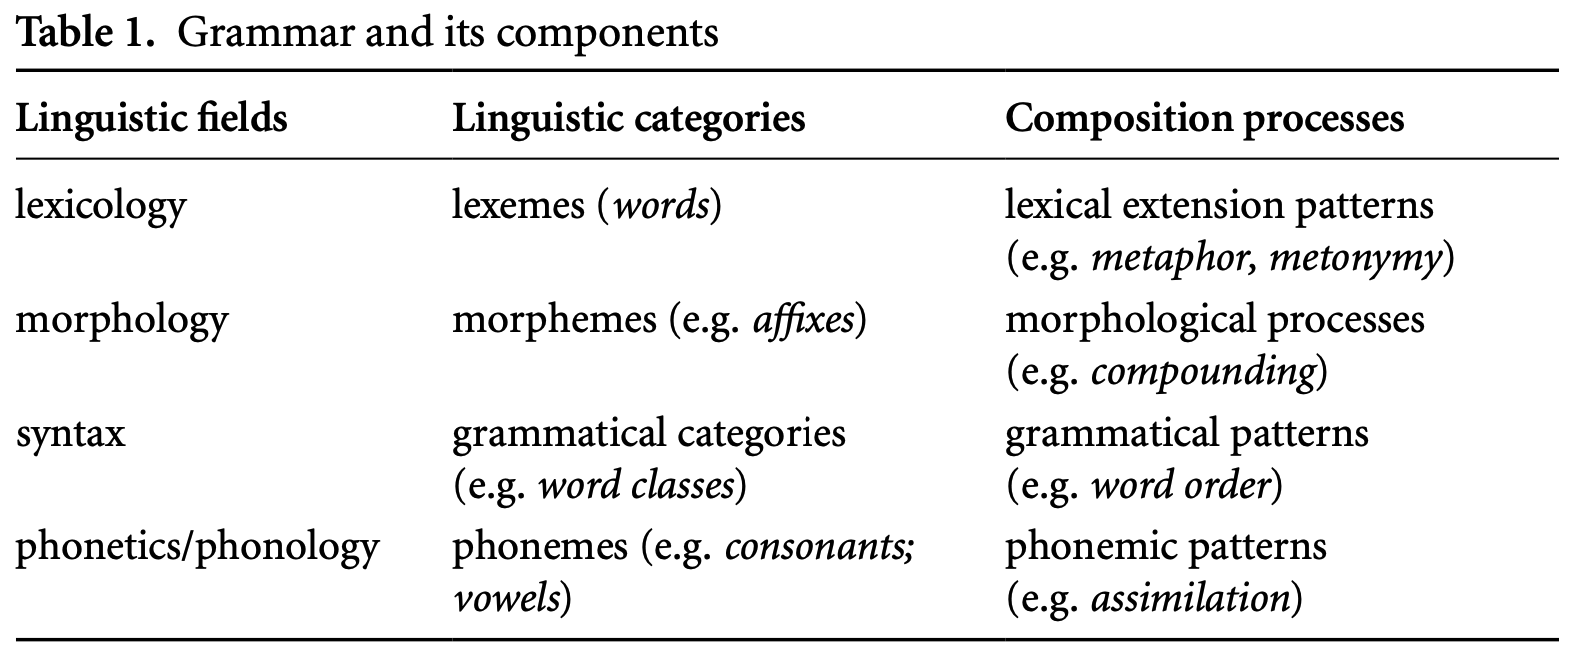 Table 1. Grammar and its components
Linguistic fields Linguistic categories Composition processes
lexicology lexemes (words) lexical extension patterns
(e.g. metaphor, metonymy)
morphology morphemes (e.g. affixes) morphological processes
(e.g. compounding)
syntax grammatical categories grammatical patterns
(e.g. word classes) (e.g. word order)
phonetics/phonology phonemes (e.g. consonants; phonemic patterns
vowels) (e.g. assimilation)